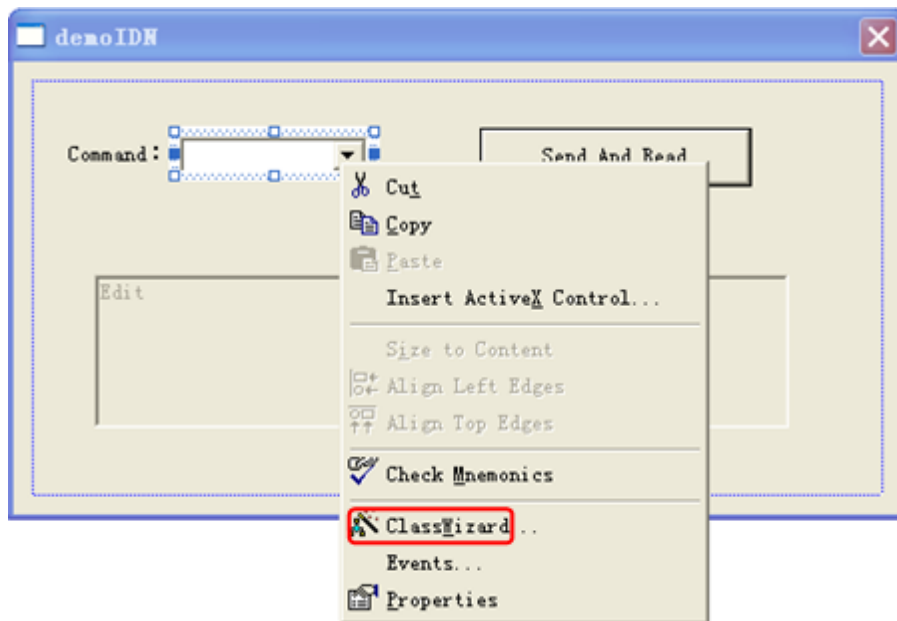 demoIDN
Command:
Send And Read
Edit
Cut
Copy
Paste
Insert ActiveX Control...
Size to Content
Align Left Edges
Align Top Edges
Check Mnemonics
ClassWizard...
Events...
Properties